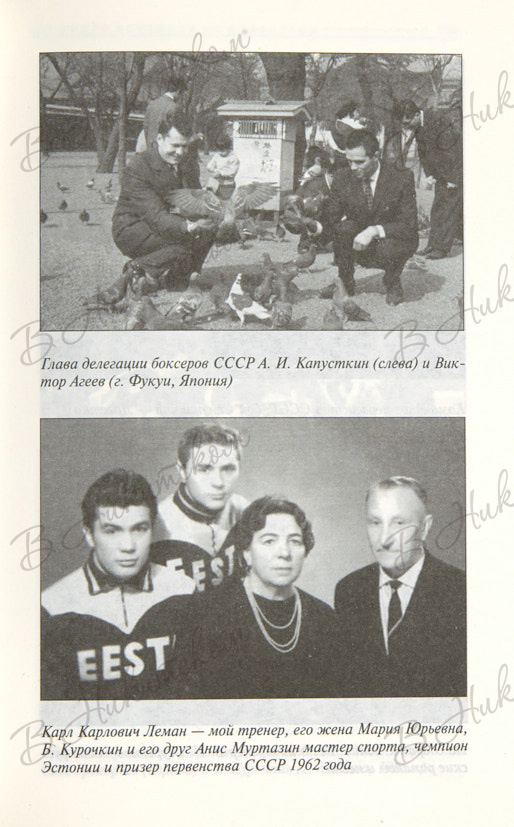 Глава делегации боксеров СССР А. И. Капусткин (слева) и Вик-
тор Агеев (г. Фукуи, Япония)
EEST
EEST
Карл Карлович Леман — мой тренер, его жена Мария Юрьевна,
Б. Курочкин и его друг Анис Муртазин мастер спорта, чемпион
Эстонии и призер первенства СССР 1962 года